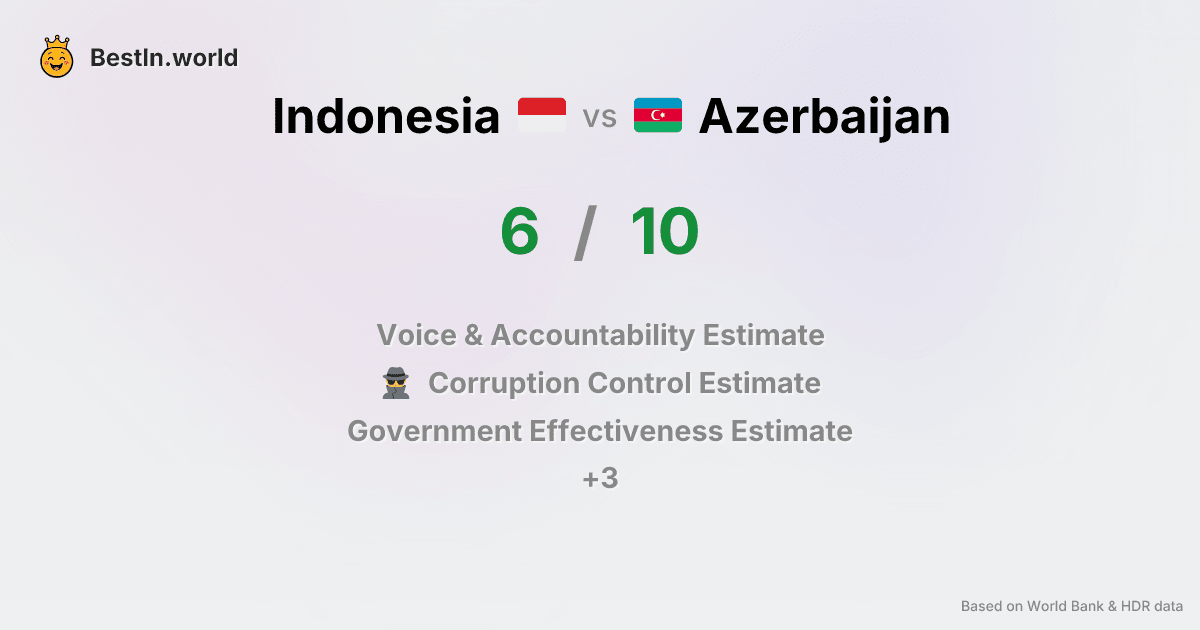 BestIn.world
Indonesia vs Azerbaijan
6 / 10
Voice & Accountability Estimate
Corruption Control Estimate
Government Effectiveness Estimate
+3
Based on World Bank & HDR data